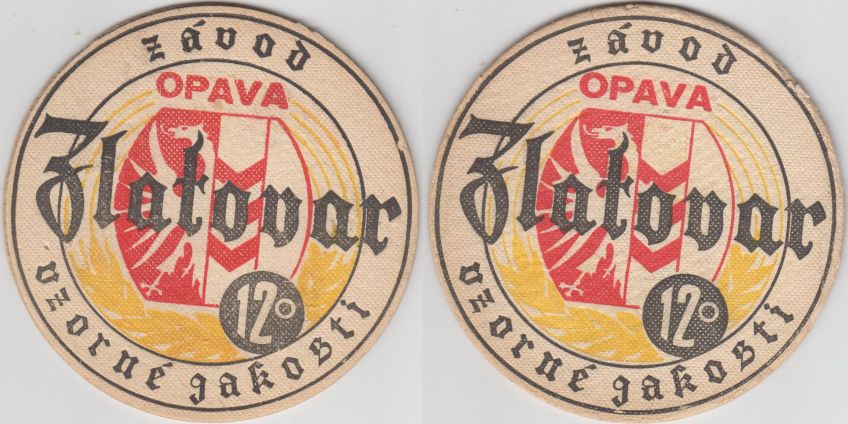 závod
OPAVA
Zlatovar
12°
vzorné jakosti
závod
OPAVA
Zlatovar
12°
vzorné jakosti